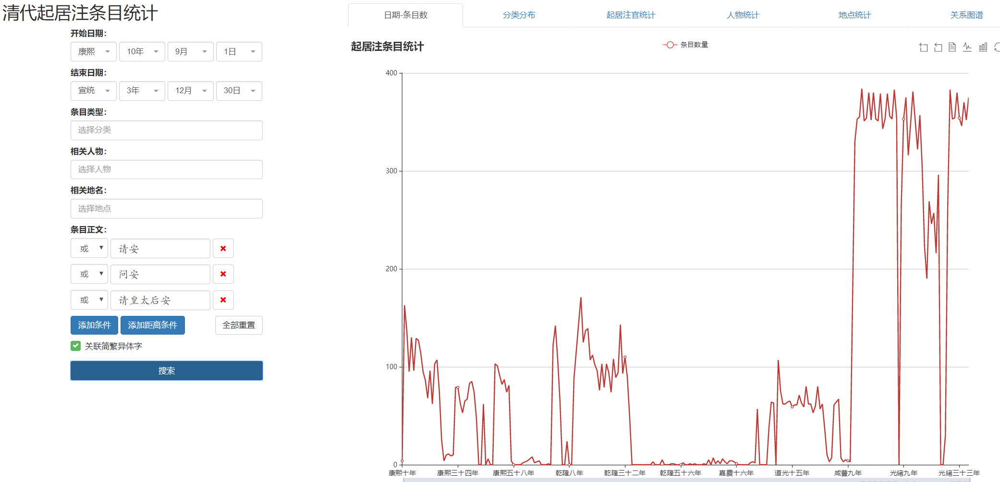 清代起居注条目统计
开始日期：
康熙 10年 9月 1日
结束日期：
宣统 3年 12月 30日
条目类型：
选择分类
相关人物：
选择人物
相关地名：
选择地点
条目正文：
或 请安
或 问安
或 请皇太后安
添加条件 添加距离条件 全部重置
关联简繁异体字
搜索
日期-条目数 分类分布 起居注官统计 人物统计 地点统计 关系图谱
起居注条目统计
条目数量
400
300
200
100
0
康熙十年 康熙三十四年 康熙五十八年 乾隆八年 乾隆三十二年 乾隆五十六年 嘉慶十六年 道光十五年 咸豐九年 光緒九年 光緒三十三年